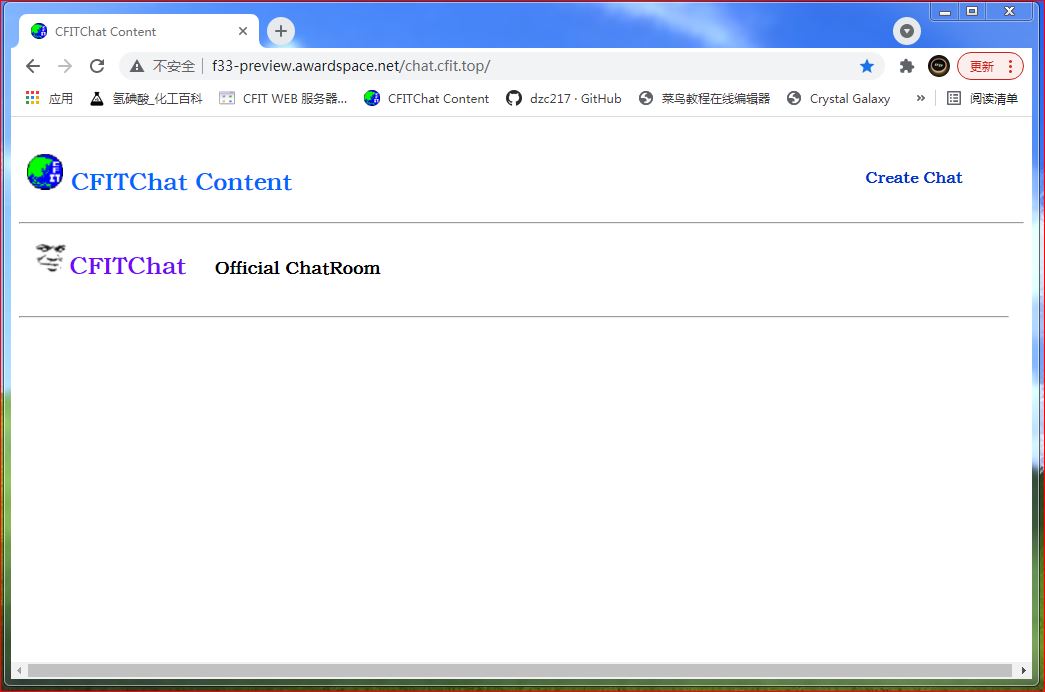 CFITChat Content
不安全 f33-preview.awardspace.net/chat.cfit.top/ 更新
应用 氢碘酸_化工百科 CFIT WEB 服务器... CFITChat Content dzc217 · GitHub 菜鸟教程在线编辑器 Crystal Galaxy » 阅读清单
CFITChat Content Create Chat
CFITChat Official ChatRoom